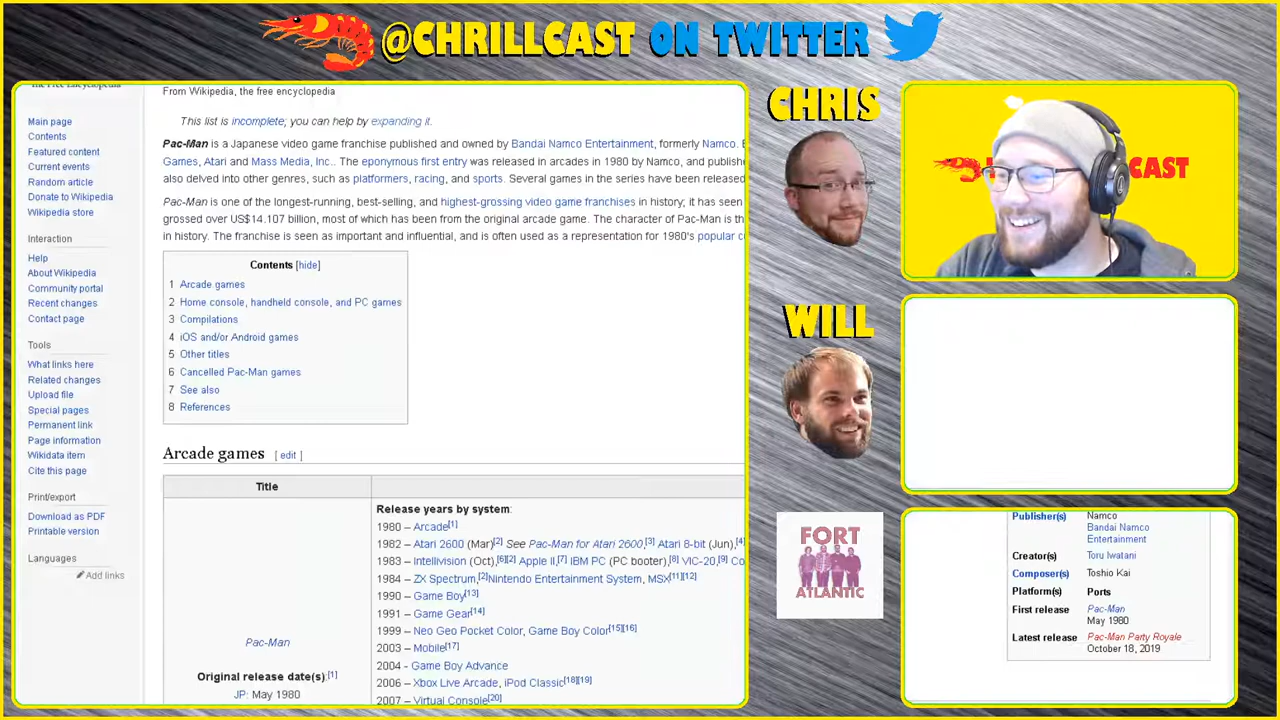 @CHRILLCAST ON TWITTER
The Free Encyclopedia
Main page
Contents
Featured content
Current events
Random article
Donate to Wikipedia
Wikipedia store
Interaction
Help
About Wikipedia
Community portal
Recent changes
Contact page
Tools
What links here
Related changes
Upload file
Special pages
Permanent link
Page information
Wikidata item
Cite this page
Print/export
Download as PDF
Printable version
Languages
Add links
From Wikipedia, the free encyclopedia
This list is incomplete; you can help by expanding it.
Pac-Man is a Japanese video game franchise published and owned by Bandai Namco Entertainment, formerly Namco.
Games, Atari and Mass Media, Inc.. The eponymous first entry was released in arcades in 1980 by Namco, and publish
also delved into other genres, such as platformers, racing, and sports. Several games in the series have been released
Pac-Man is one of the longest-running, best-selling, and highest-grossing video game franchises in history; it has seen
grossed over US$14.107 billion, most of which has been from the original arcade game. The character of Pac-Man is th
in history. The franchise is seen as important and influential, and is often used as a representation for 1980's popular c
Contents [hide]
1 Arcade games
2 Home console, handheld console, and PC games
3 Compilations
4 iOS and/or Android games
5 Other titles
6 Cancelled Pac-Man games
7 See also
8 References
Arcade games [ edit ]
Title
Pac-Man
Original release date(s):[1]
JP: May 1980
Release years by system:
1980 – Arcade[1]
1982 – Atari 2600 (Mar)[2] See Pac-Man for Atari 2600,[3] Atari 8-bit (Jun),[4]
1983 – Intellivision (Oct),[6][2] Apple II,[7] IBM PC (PC booter),[8] VIC-20,[9] Co
1984 – ZX Spectrum,[2]Nintendo Entertainment System, MSX[11][12]
1990 – Game Boy[13]
1991 – Game Gear[14]
1999 – Neo Geo Pocket Color, Game Boy Color[15][16]
2003 – Mobile[17]
2004 - Game Boy Advance
2006 – Xbox Live Arcade, iPod Classic[18][19]
2007 – Virtual Console[20]
CHRIS
CAST
WILL
FORT
ATLANTIC
Publisher(s) Namco
Bandai Namco
Entertainment
Creator(s) Toru Iwatani
Composer(s) Toshio Kai
Platform(s) Ports
First release Pac-Man
May 1980
Latest release Pac-Man Party Royale
October 18, 2019